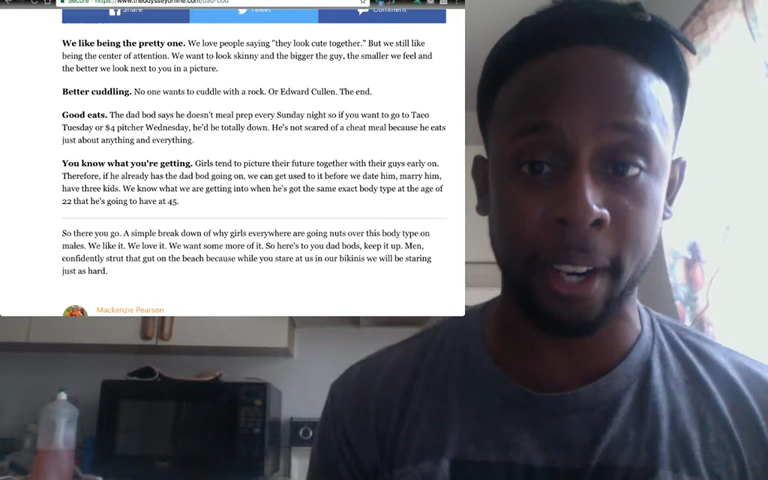 Secure https://www.theodysseyonline.com/dad-bod
Share Tweet Comment
We like being the pretty one. We love people saying "they look cute together." But we still like
being the center of attention. We want to look skinny and the bigger the guy, the smaller we feel and
the better we look next to you in a picture.
Better cuddling. No one wants to cuddle with a rock. Or Edward Cullen. The end.
Good eats. The dad bod says he doesn't meal prep every Sunday night so if you want to go to Taco
Tuesday or $4 pitcher Wednesday, he'd be totally down. He's not scared of a cheat meal because he eats
just about anything and everything.
You know what you're getting. Girls tend to picture their future together with their guys early on.
Therefore, if he already has the dad bod going on, we can get used to it before we date him, marry him,
have three kids. We know what we are getting into when he's got the same exact body type at the age of
22 that he's going to have at 45.
So there you go. A simple break down of why girls everywhere are going nuts over this body type on
males. We like it. We love it. We want some more of it. So here's to you dad bods, keep it up. Men,
confidently strut that gut on the beach because while you stare at us in our bikinis we will be staring
just as hard.
Mackenzie Pearson